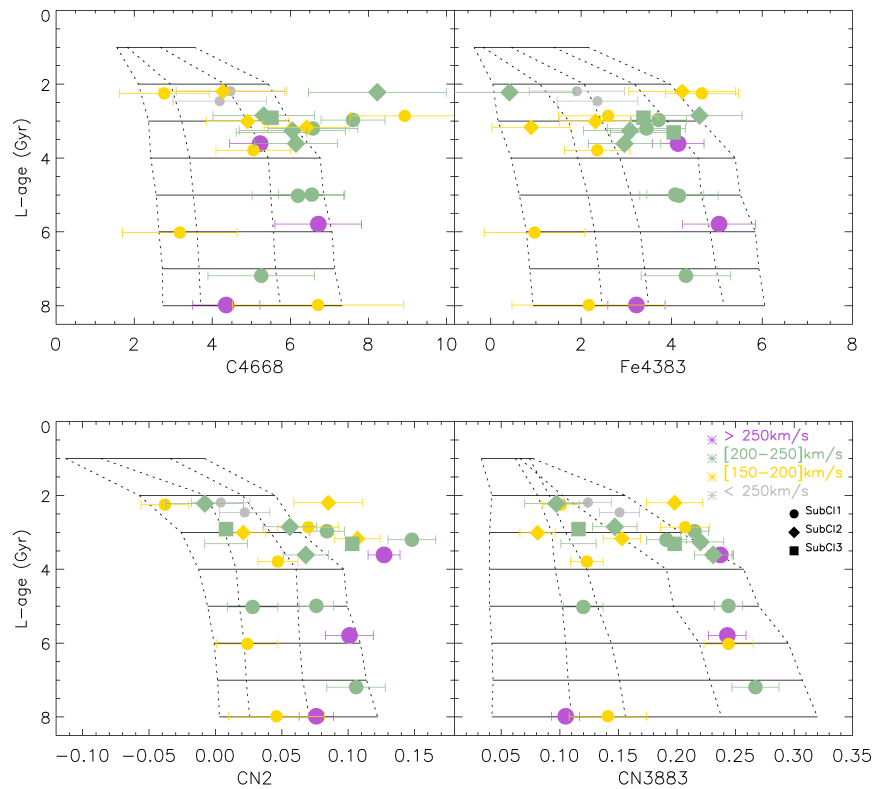 0
2
4
6
8
L-age (Gyr)
0 2 4 6 8 10
C4668
0 2 4 6 8
Fe4383
0
2
4
6
8
L-age (Gyr)
-0.10 -0.05 0.00 0.05 0.10 0.15
CN2
> 250km/s
[200-250]km/s
[150-200]km/s
< 250km/s
SubCl1
SubCl2
SubCl3
0.05 0.10 0.15 0.20 0.25 0.30 0.35
CN3883